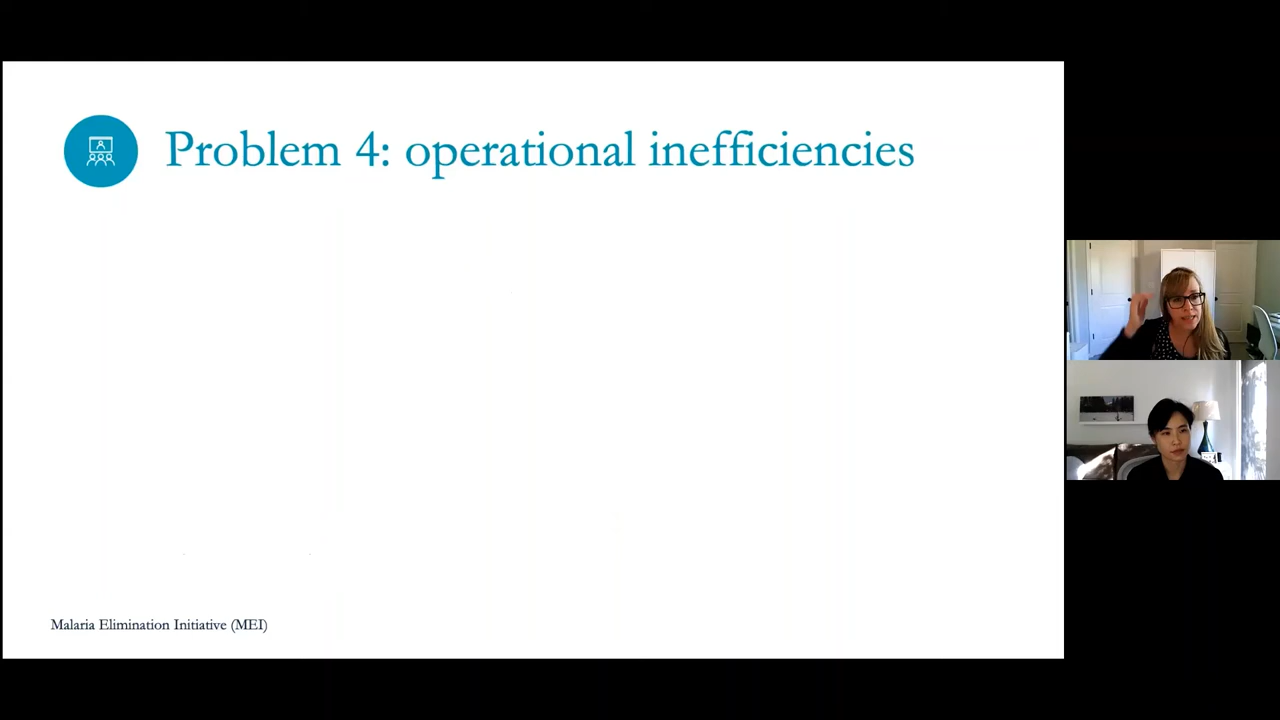 Problem 4: operational inefficiencies
Malaria Elimination Initiative (MEI)